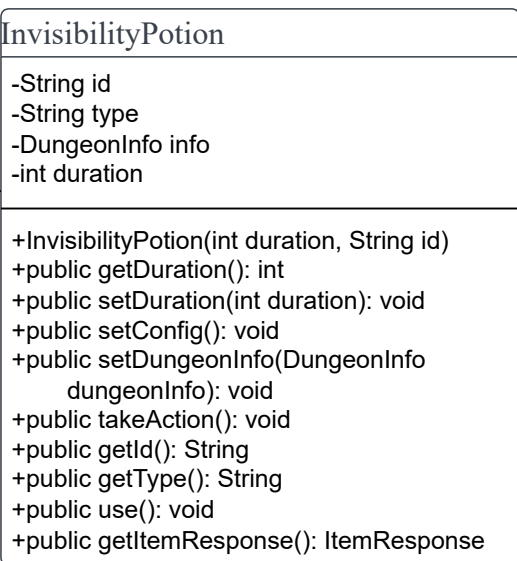 InvisibilityPotion
-String id
-String type
-DungeonInfo info
-int duration
+InvisibilityPotion(int duration, String id)
+public getDuration(): int
+public setDuration(int duration): void
+public setConfig(): void
+public setDungeonInfo(DungeonInfo
dungeonInfo): void
+public takeAction(): void
+public getId(): String
+public getType(): String
+public use(): void
+public getItemResponse(): ItemResponse